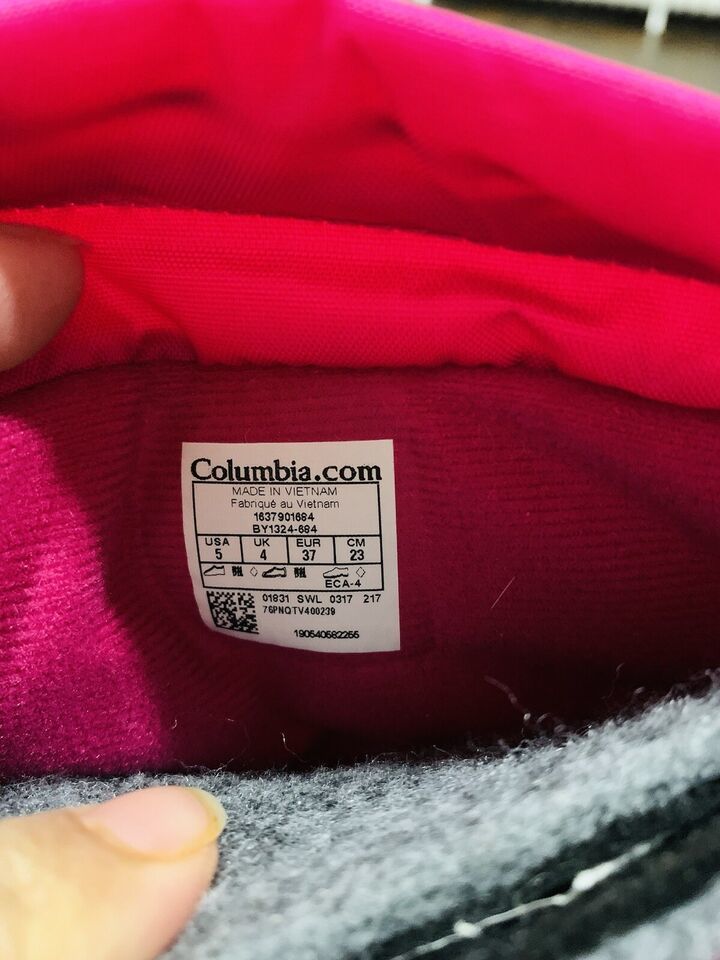 Columbia.com
MADE IN VIETNAM
Fabriqué au Vietnam
1637901684
BY1324-684
USA UK EUR CM
5 4 37 23
ECA-4
01831 SWL 0317 217
76PNQTV400239
190540582255